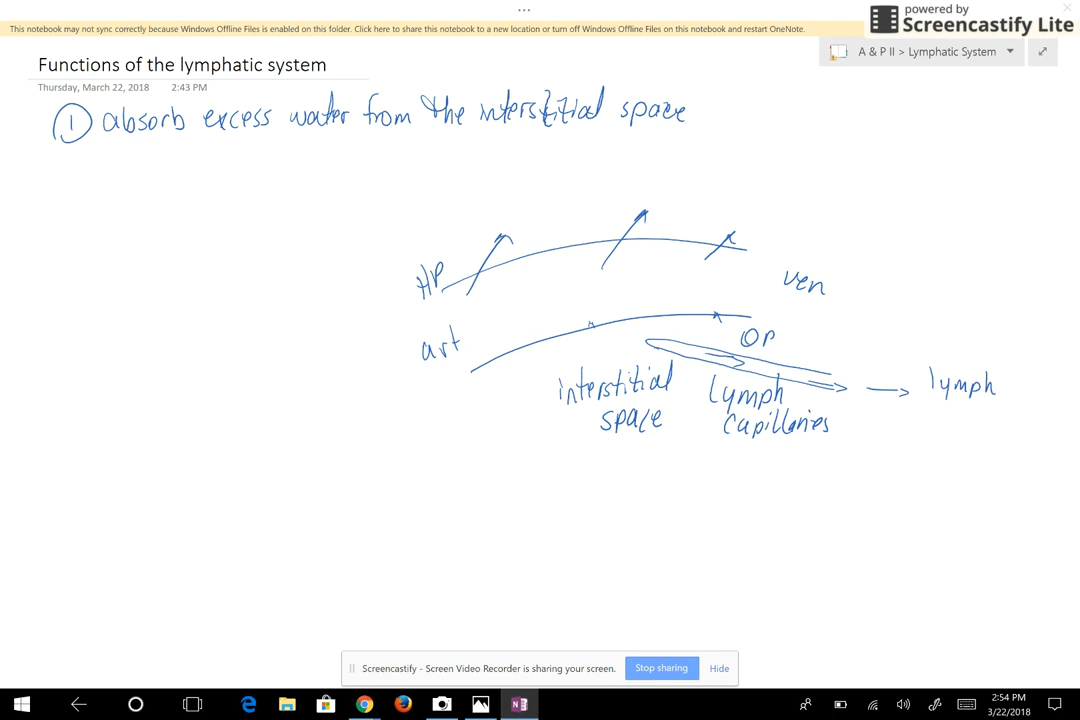 powered by
Screencastify Lite
This notebook may not sync correctly because Windows Offline Files is enabled on this folder. Click here to share this notebook to a new location or turn off Windows Offline Files on this notebook and restart OneNote.
A & P II > Lymphatic System
Functions of the lymphatic system
Thursday, March 22, 2018 2:43 PM
① absorb excess water from the interstitial space
HP
ven
art
OP
interstitial space
Lymph Capillaries
→ lymph
Screencastify - Screen Video Recorder is sharing your screen. Stop sharing Hide
2:54 PM
3/22/2018